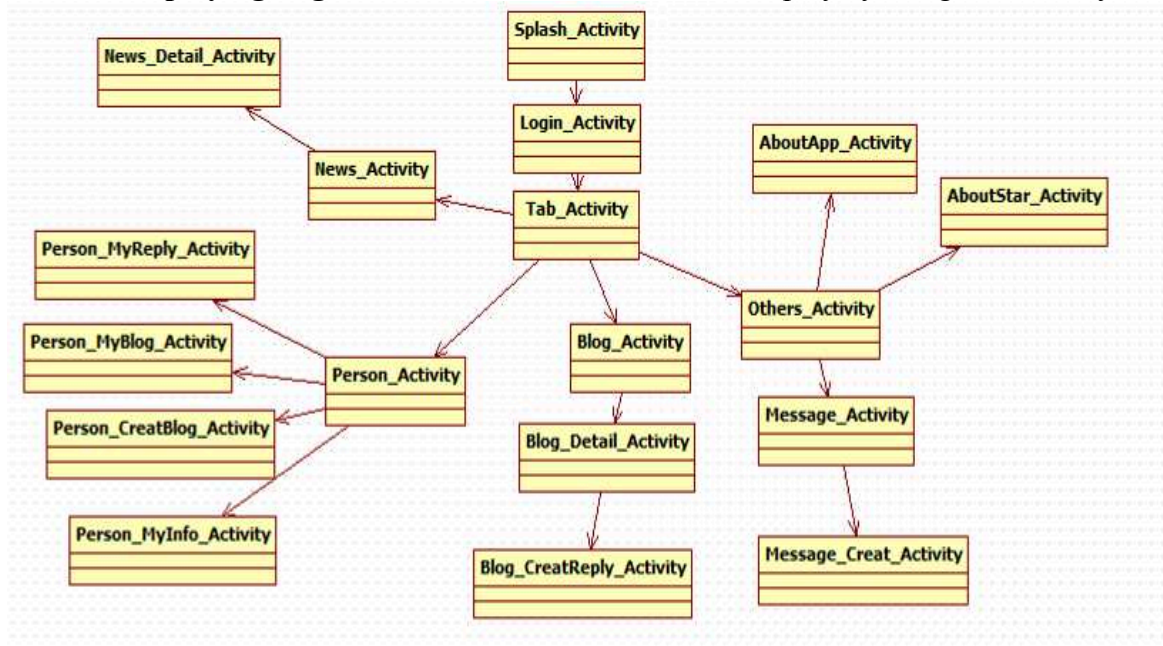 Splash_Activity
News_Detail_Activity
Login_Activity
AboutApp_Activity
News_Activity
AboutStar_Activity
Tab_Activity
Person_MyReply_Activity
Others_Activity
Person_MyBlog_Activity
Blog_Activity
Person_Activity
Message_Activity
Person_CreatBlog_Activity
Blog_Detail_Activity
Person_MyInfo_Activity
Message_Creat_Activity
Blog_CreatReply_Activity